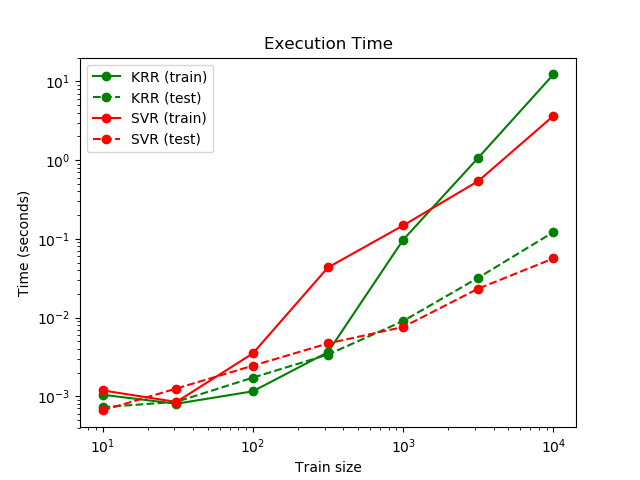 Execution Time
KRR (train)
KRR (test)
SVR (train)
SVR (test)
10¹
10⁰
10⁻¹
10⁻²
10⁻³
Time (seconds)
10¹ 10² 10³ 10⁴
Train size